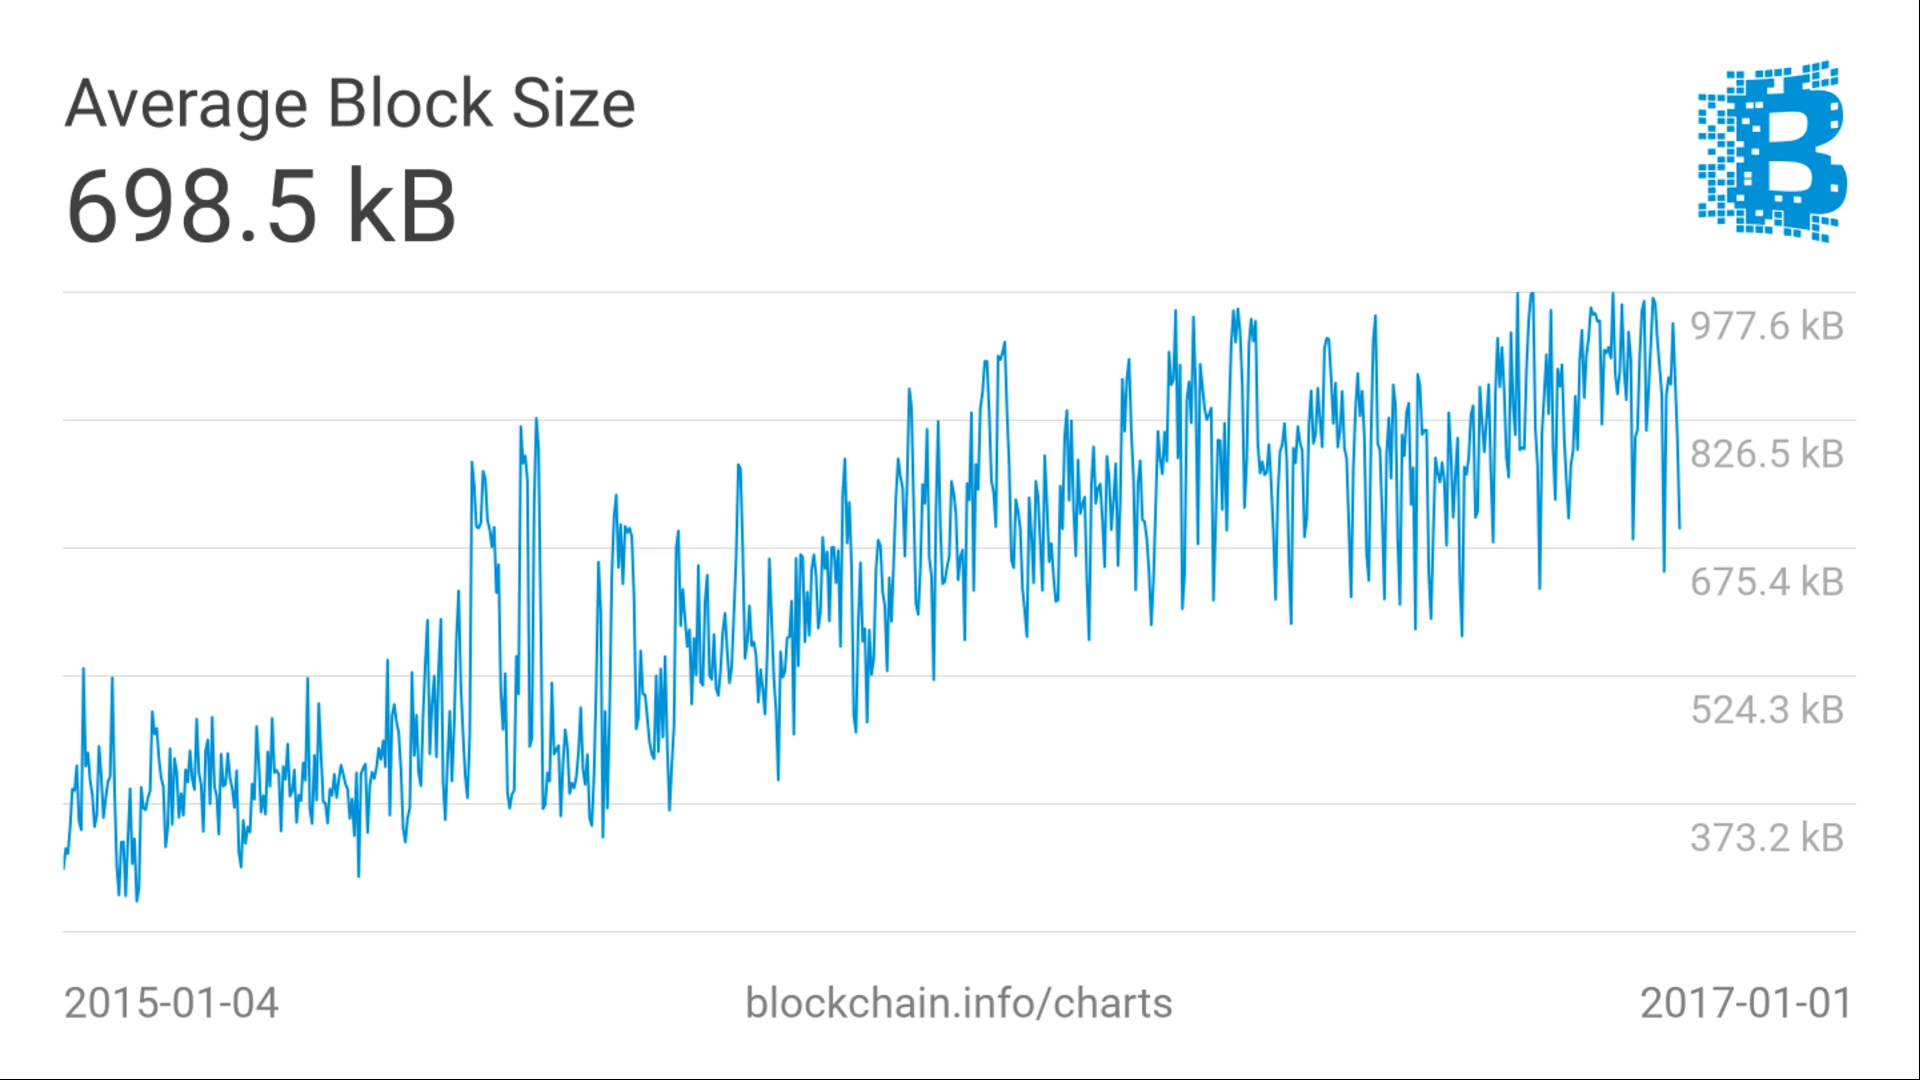 Average Block Size
698.5 kB
977.6 kB
826.5 kB
675.4 kB
524.3 kB
373.2 kB
2015-01-04
blockchain.info/charts
2017-01-01